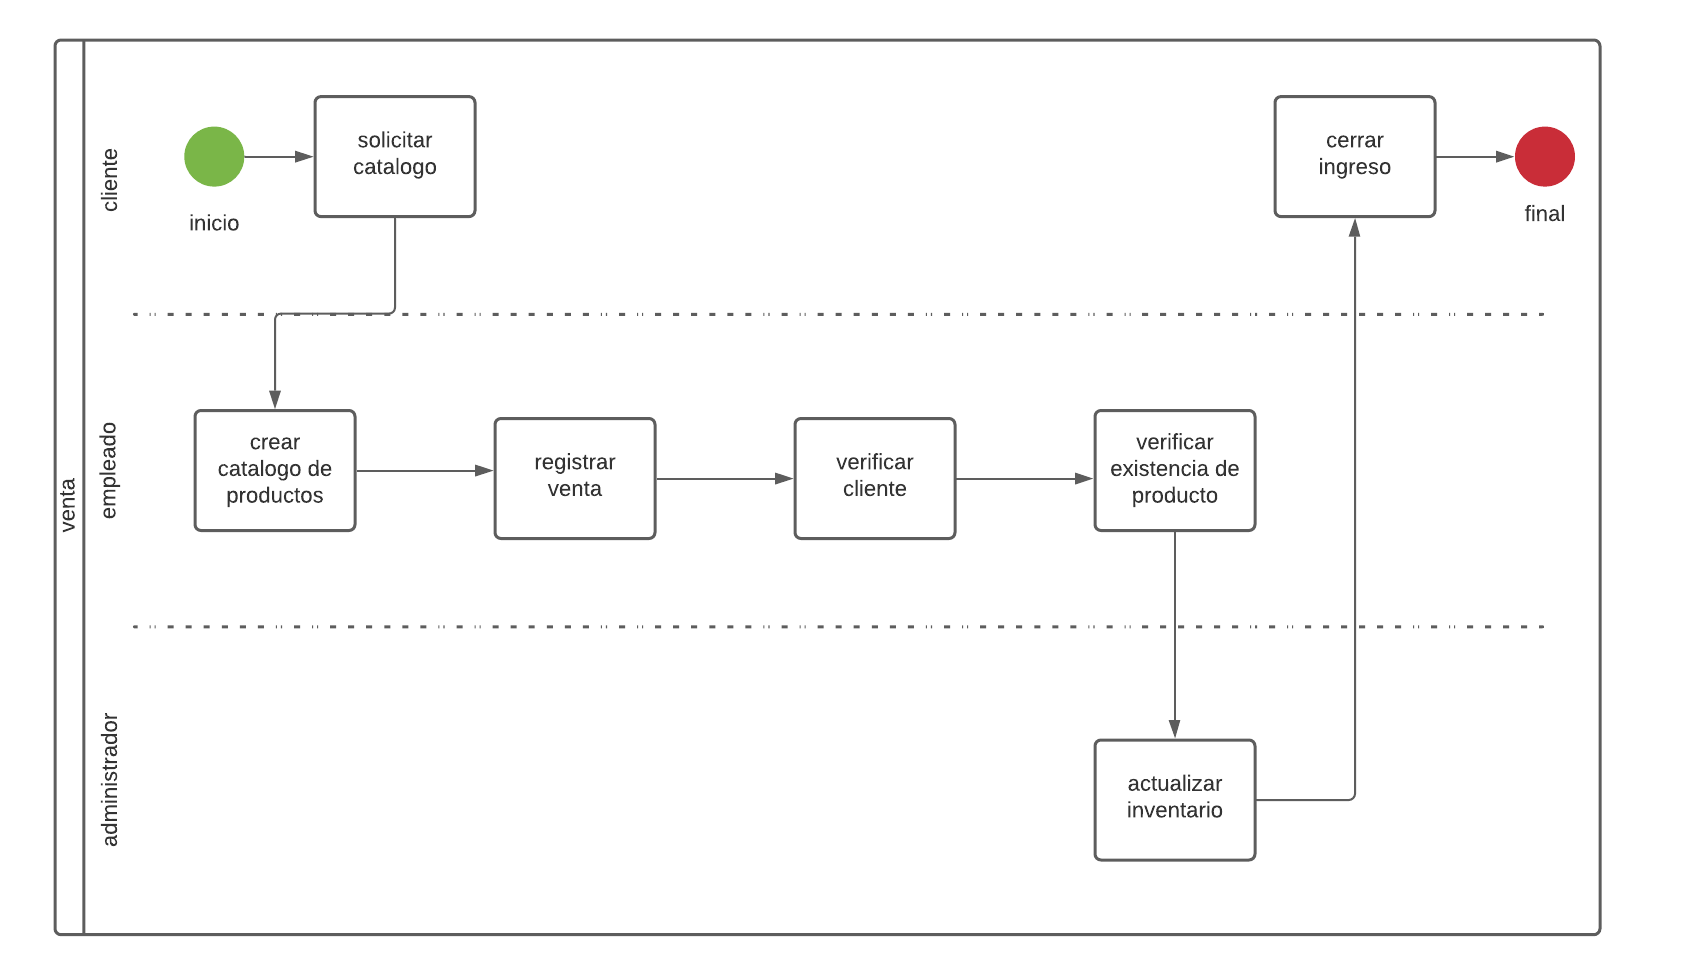 venta
cliente
inicio
solicitar
catalogo
cerrar
ingreso
final
empleado
crear
catalogo de
productos
registrar
venta
verificar
cliente
verificar
existencia de
producto
administrador
actualizar
inventario